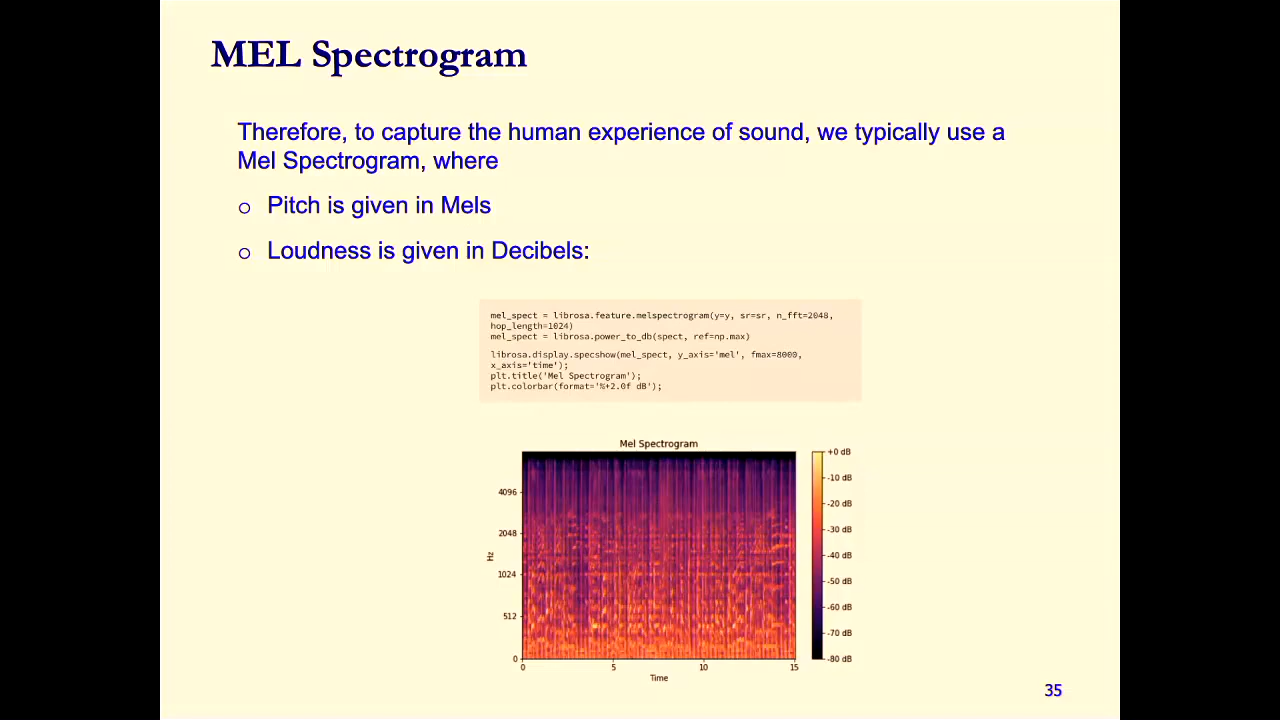 MEL Spectrogram
Therefore, to capture the human experience of sound, we typically use a
Mel Spectrogram, where
o Pitch is given in Mels
o Loudness is given in Decibels:
mel_spect = librosa.feature.melspectrogram(y=y, sr=sr, n_fft=2048,
hop_length=1024)
mel_spect = librosa.power_to_db(spect, ref=np.max)
librosa.display.specshow(mel_spect, y_axis='mel', fmax=8000,
x_axis='time');
plt.title('Mel Spectrogram');
plt.colorbar(format='%+2.0f dB');
Mel Spectrogram
4096
2048
1024
512
0
Hz
0 5 10 15
Time
+0 dB
-10 dB
-20 dB
-30 dB
-40 dB
-50 dB
-60 dB
-70 dB
-80 dB
35